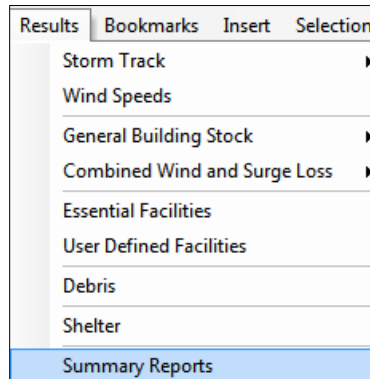 Results Bookmarks Insert Selection
Storm Track
Wind Speeds
General Building Stock
Combined Wind and Surge Loss
Essential Facilities
User Defined Facilities
Debris
Shelter
Summary Reports